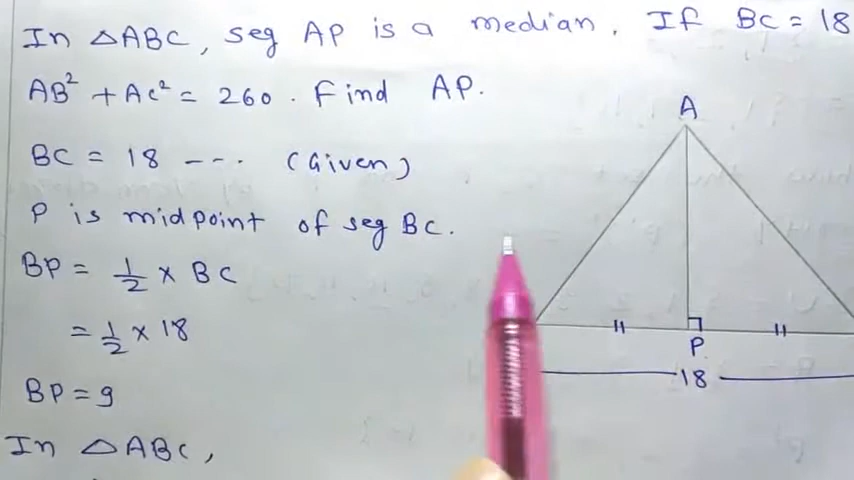 In △ABC, seg AP is a median. If BC = 18
AB² + AC² = 260. Find AP.
BC = 18 --- (Given)
P is midpoint of seg BC.
BP = 1/2 × BC
= 1/2 × 18
BP = 9
In △ABC,
A
P
18